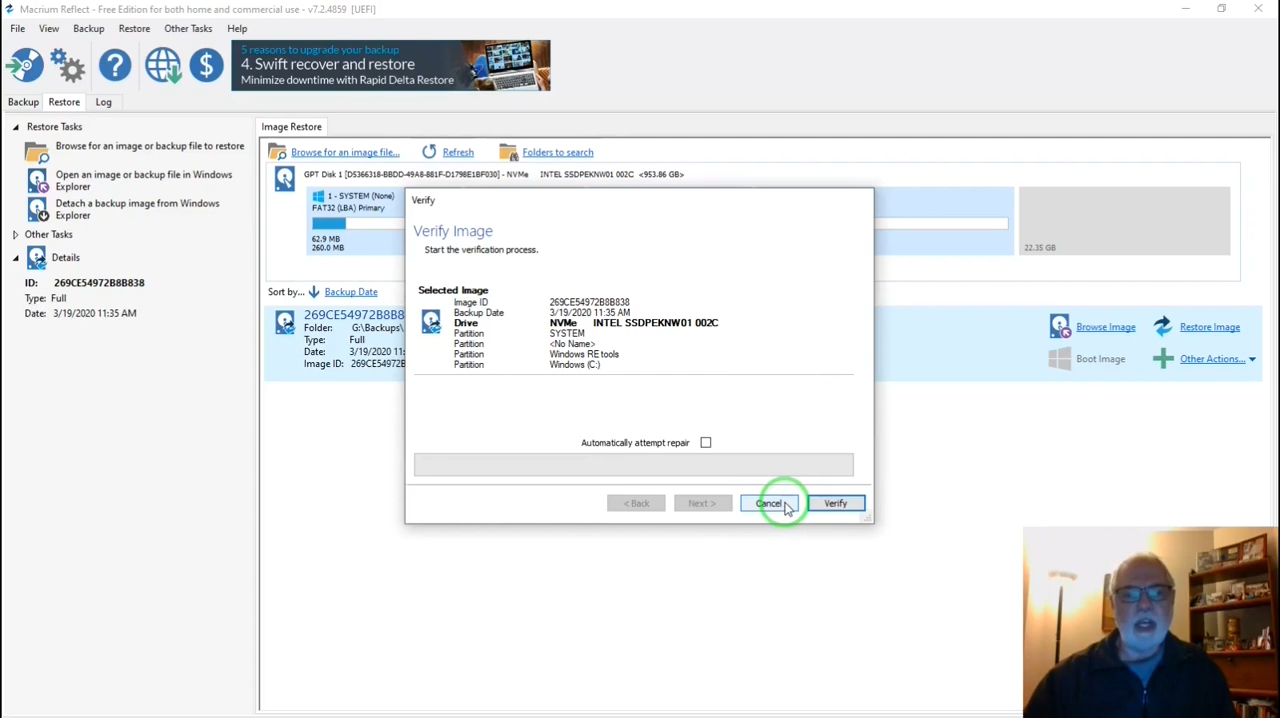 Macrium Reflect - Free Edition for both home and commercial use - v7.2.4859 [UEFI]
File View Backup Restore Other Tasks Help
5 reasons to upgrade your backup
4. Swift recover and restore
Minimize downtime with Rapid Delta Restore
Backup Restore Log
Restore Tasks
Browse for an image or backup file to restore
Open an image or backup file in Windows
Explorer
Detach a backup image from Windows
Explorer
Other Tasks
Details
ID: 269CE54972B8B838
Type: Full
Date: 3/19/2020 11:35 AM
Image Restore
Browse for an image file... Refresh Folders to search
GPT Disk 1 [D5366318-BBDD-49A8-881F-D1798E1BF030] - NVMe INTEL SSDPEKNW01 002C <953.86 GB>
1 - SYSTEM (None)
FAT32 (LBA) Primary
62.9 MB
260.0 MB
22.35 GB
Sort by... Backup Date
269CE54972B8B8
Folder: G:\Backups\
Type: Full
Date: 3/19/2020 11:35 AM
Image ID: 269CE54972B8B
Browse Image Restore Image
Boot Image Other Actions...
Verify
Verify Image
Start the verification process.
Selected Image
Image ID 269CE54972B8B838
Backup Date 3/19/2020 11:35 AM
Drive NVMe INTEL SSDPEKNW01 002C
Partition SYSTEM
Partition <No Name>
Partition Windows RE tools
Partition Windows (C:)
Automatically attempt repair
< Back Next > Cancel Verify